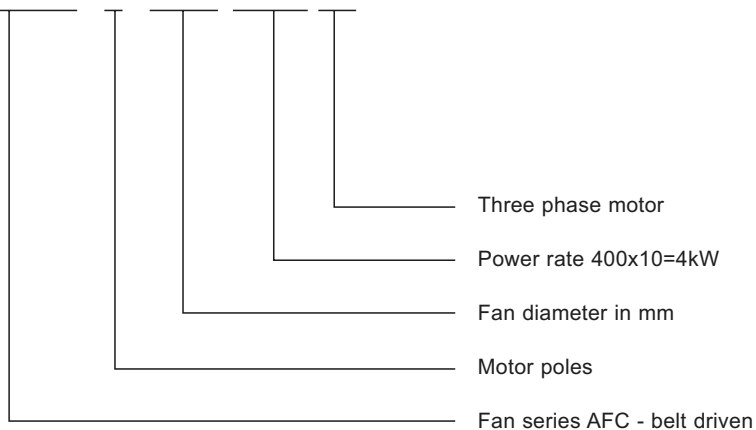 Three phase motor
Power rate 400x10=4kW
Fan diameter in mm
Motor poles
Fan series AFC - belt driven